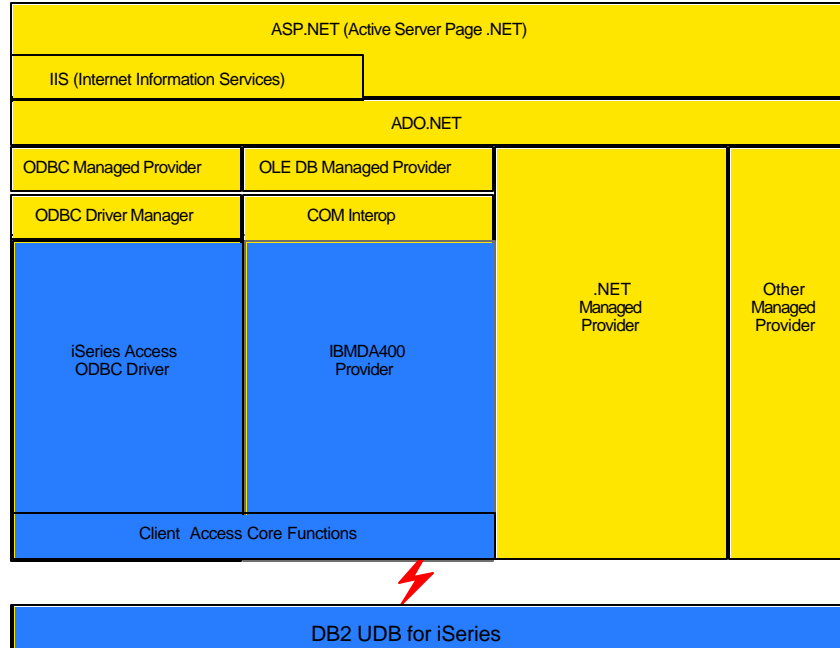 ASP.NET (Active Server Page .NET)
IIS (Internet Information Services)
ADO.NET
ODBC Managed Provider
OLE DB Managed Provider
ODBC Driver Manager
COM Interop
iSeries Access
ODBC Driver
IBMDA400
Provider
.NET
Managed
Provider
Other
Managed
Provider
Client Access Core Functions
DB2 UDB for iSeries